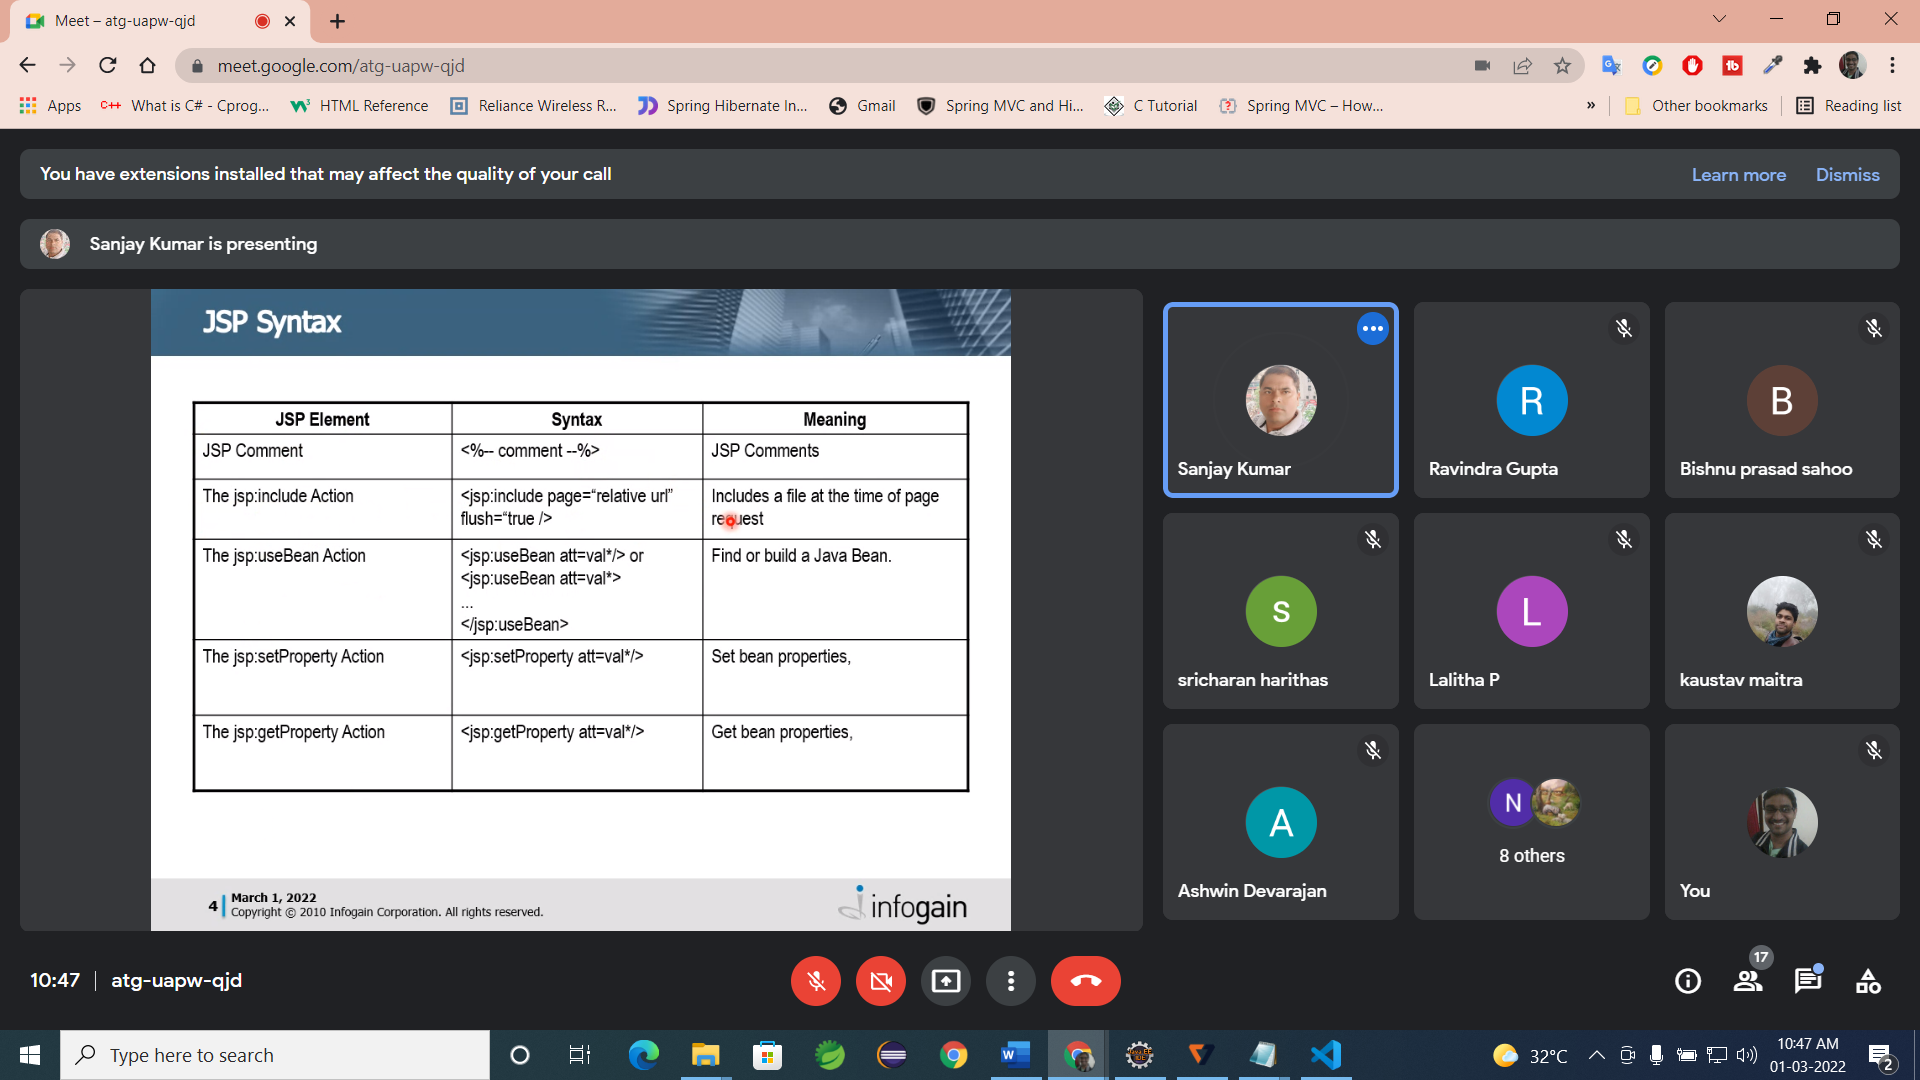 Meet – atg-uapw-qjd
meet.google.com/atg-uapw-qjd
Apps
C++ What is C# - Cprog...
W3 HTML Reference
Reliance Wireless R...
Spring Hibernate In...
Gmail
Spring MVC and Hi...
C Tutorial
Spring MVC – How...
»
Other bookmarks
Reading list
You have extensions installed that may affect the quality of your call
Learn more
Dismiss
Sanjay Kumar is presenting
JSP Syntax
JSP Element Syntax Meaning
JSP Comment <%-- comment --%> JSP Comments
The jsp:include Action <jsp:include page=“relative url” Includes a file at the time of page
flush=“true /> request
The jsp:useBean Action <jsp:useBean att=val*/> or Find or build a Java Bean.
<jsp:useBean att=val*>
...
</jsp:useBean>
The jsp:setProperty Action <jsp:setProperty att=val*/> Set bean properties,
The jsp:getProperty Action <jsp:getProperty att=val*/> Get bean properties,
4 March 1, 2022
Copyright © 2010 Infogain Corporation. All rights reserved.
infogain
Sanjay Kumar
R
Ravindra Gupta
B
Bishnu prasad sahoo
s
sricharan harithas
L
Lalitha P
kaustav maitra
A
Ashwin Devarajan
N
8 others
You
10:47 atg-uapw-qjd
17
Type here to search
32°C
10:47 AM
01-03-2022
2